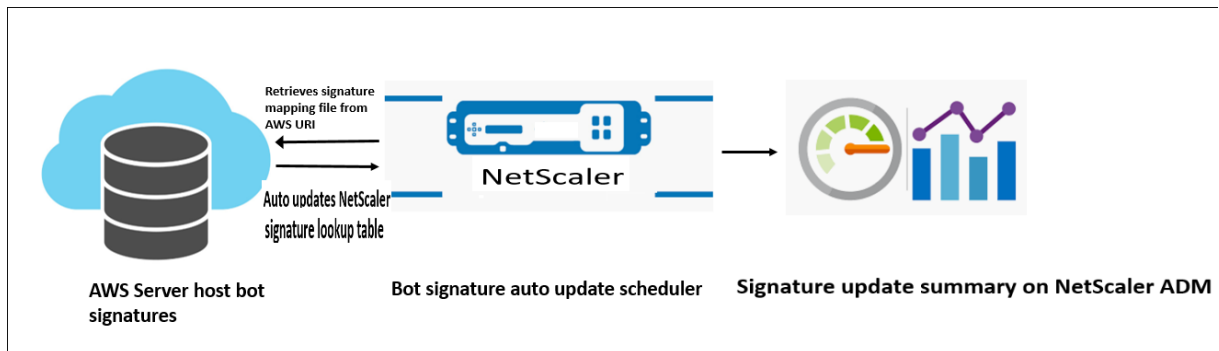 Retrieves signature
mapping file from
AWS URI
NetScaler
Auto updates NetScaler
signature lookup table
AWS Server host bot
signatures
Bot signature auto update scheduler
Signature update summary on NetScaler ADM